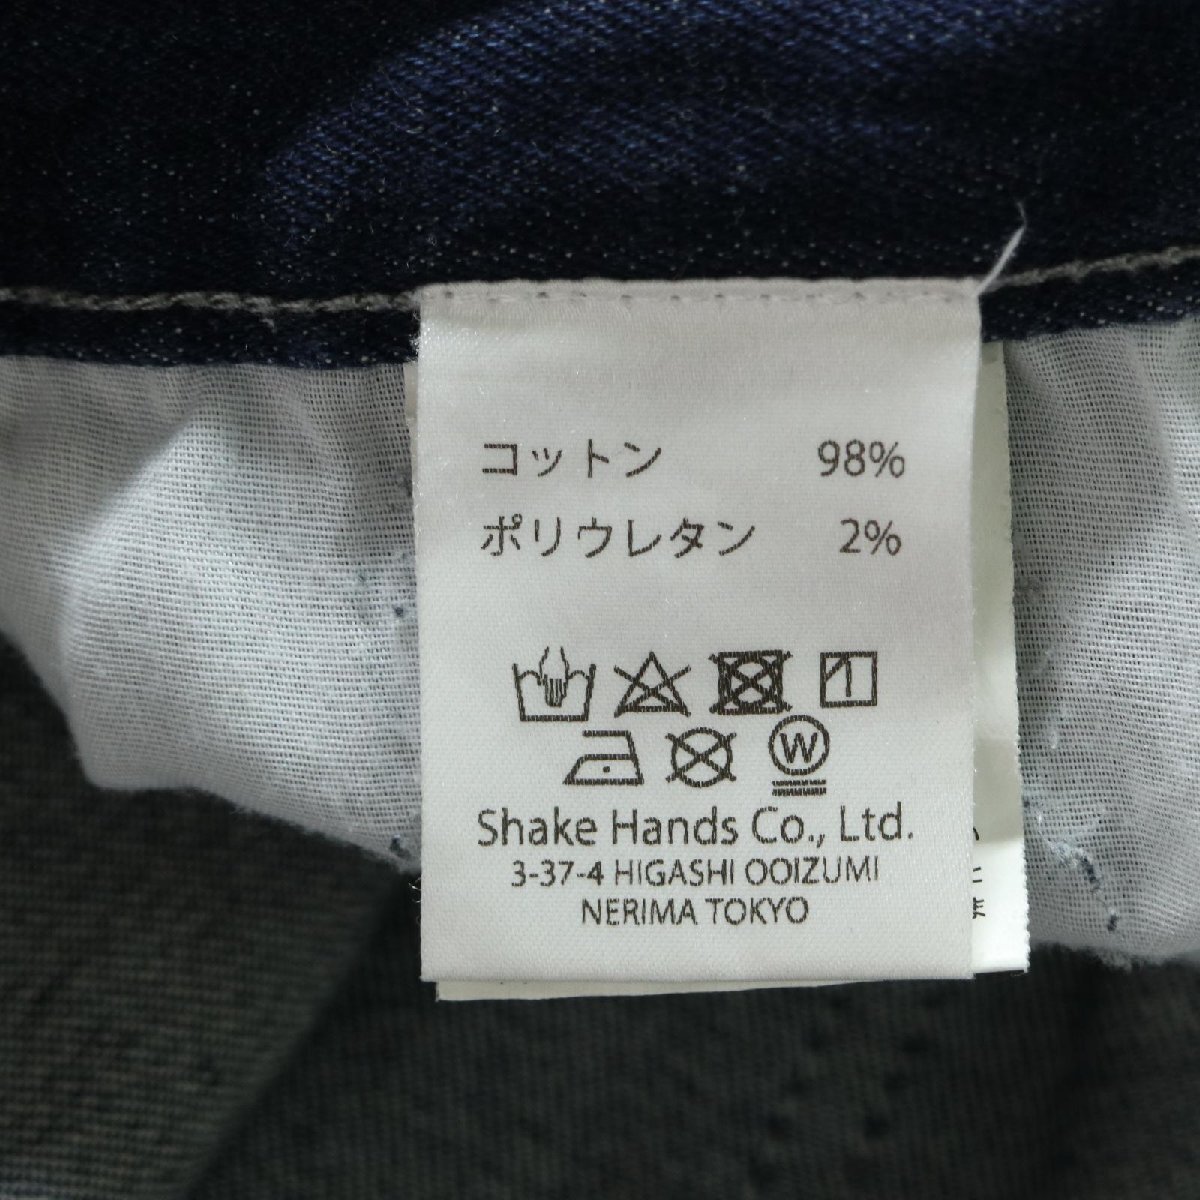 コットン 98%
ポリウレタン 2%
W
Shake Hands Co., Ltd.
3-37-4 HIGASHI OOIZUMI
NERIMA TOKYO